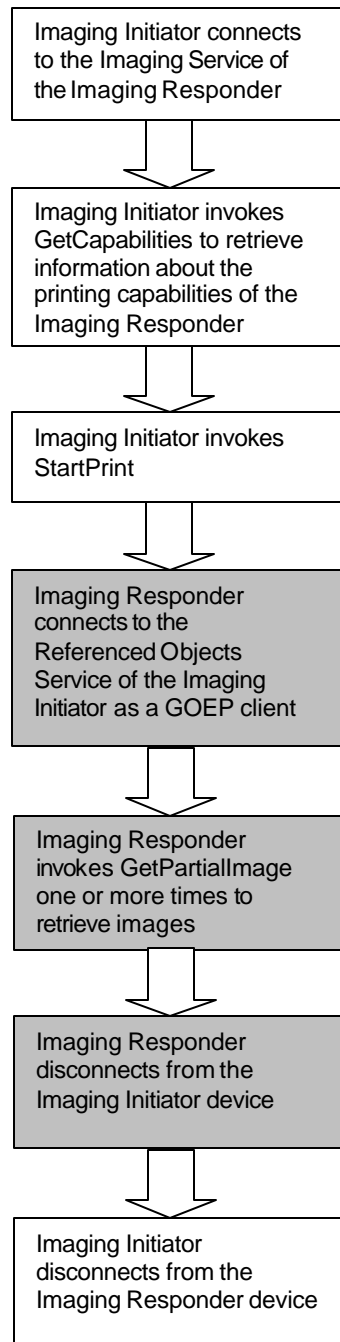 Imaging Initiator connects
to the Imaging Service of
the Imaging Responder
Imaging Initiator invokes
GetCapabilities to retrieve
information about the
printing capabilities of the
Imaging Responder
Imaging Initiator invokes
StartPrint
Imaging Responder
connects to the
Referenced Objects
Service of the Imaging
Initiator as a GOEP client
Imaging Responder
invokes GetPartialImage
one or more times to
retrieve images
Imaging Responder
disconnects from the
Imaging Initiator device
Imaging Initiator
disconnects from the
Imaging Responder device